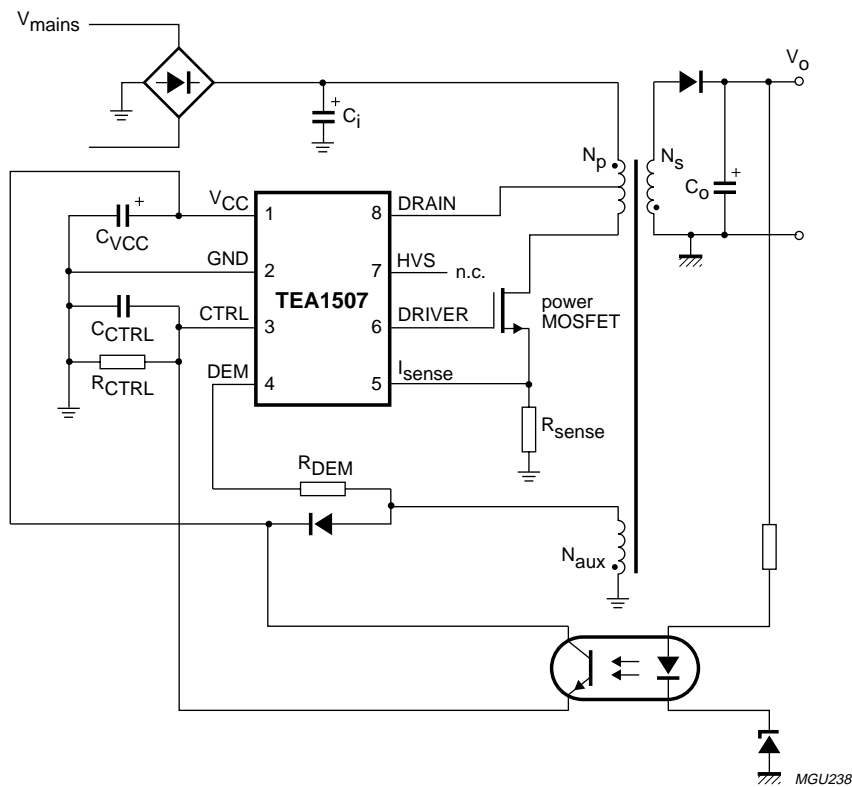 Vmains
Vo
Ci
Np
Ns
Co
VCC
1
8
DRAIN
CVCC
GND
2
7
HVS
n.c.
TEA1507
power
MOSFET
CTRL
3
6
DRIVER
CCTRL
DEM
4
5
Isense
RCTRL
Rsense
RDEM
Naux
MGU238